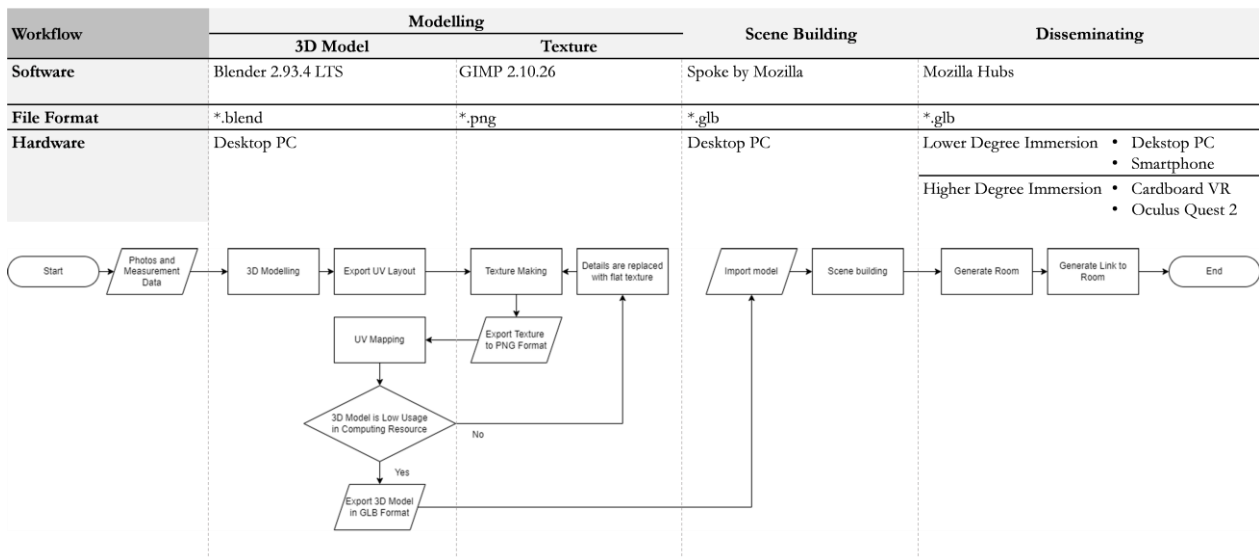 Workflow
Modelling
3D Model
Texture
Scene Building
Disseminating
Software
Blender 2.93.4 LTS
GIMP 2.10.26
Spoke by Mozilla
Mozilla Hubs
File Format
*.blend
*.png
*.glb
*.glb
Hardware
Desktop PC
Desktop PC
Lower Degree Immersion
• Dekstop PC
• Smartphone
Higher Degree Immersion
• Cardboard VR
• Oculus Quest 2
Start
Photos and
Measurement
Data
3D Modelling
Export UV Layout
Texture Making
Details are replaced
with flat texture
Import model
Scene building
Generate Room
Generate Link to
Room
End
UV Mapping
Export Texture
to PNG Format
3D Model is Low Usage
in Computing Resource
No
Yes
Export 3D Model
in GLB Format